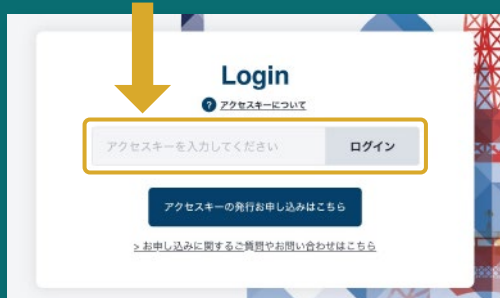 Login
? アクセスキーについて
アクセスキーを入力してください ログイン
アクセスキーの発行お申し込みはこちら
> お申し込みに関するご質問やお問い合わせはこちら